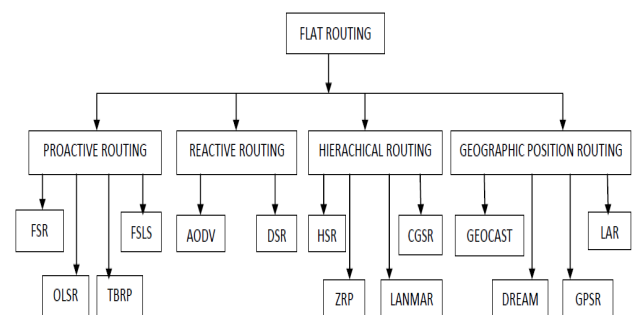 FLAT ROUTING
PROACTIVE ROUTING
REACTIVE ROUTING
HIERACHICAL ROUTING
GEOGRAPHIC POSITION ROUTING
FSR
FSLS
AODV
DSR
HSR
CGSR
GEOCAST
LAR
OLSR
TBRP
ZRP
LANMAR
DREAM
GPSR